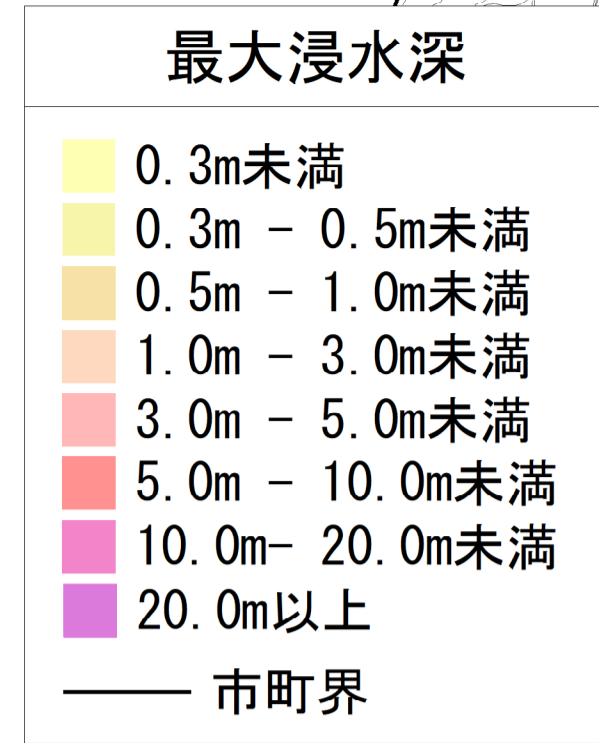 最大浸水深
0.3m未満
0.3m - 0.5m未満
0.5m - 1.0m未満
1.0m - 3.0m未満
3.0m - 5.0m未満
5.0m - 10.0m未満
10.0m- 20.0m未満
20.0m以上
市町界